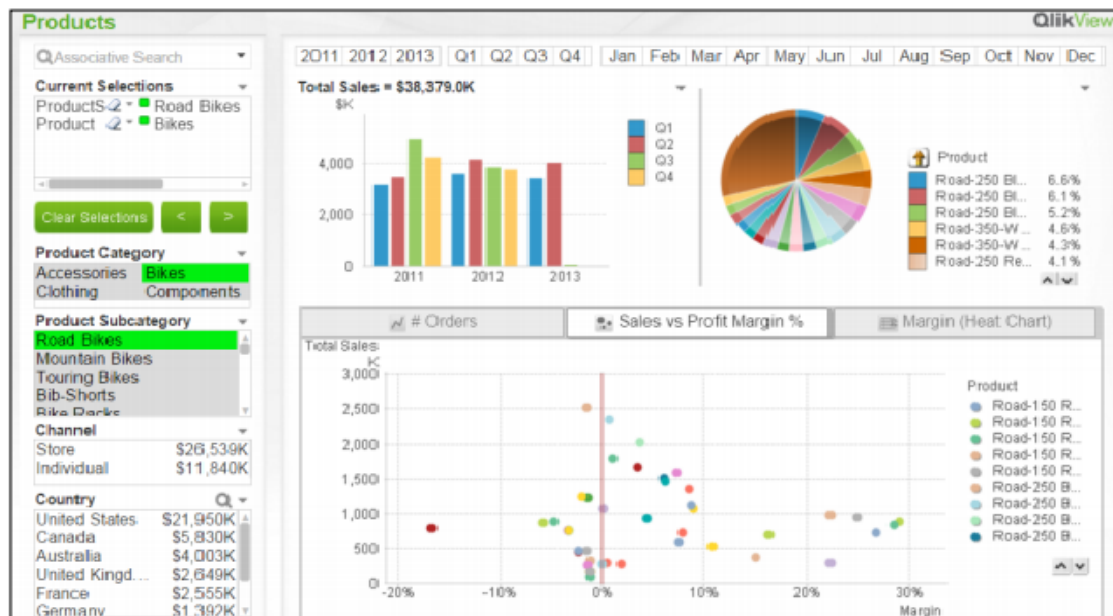 Products
QlikView
Associative Search
Current Selections
ProductS Road Bikes
Product Bikes
Clear Selections < >
Product Category
Accessories Bikes
Clothing Components
Product Subcategory
Road Bikes
Mountain Bikes
Touring Bikes
Bib-Shorts
Bike Racks
Channel
Store $26,539K
Individual $11,840K
Country
United States $21,950K
Canada $5,830K
Australia $4,003K
United Kingd... $2,649K
France $2,555K
Germany $1,392K
2011 2012 2013 Q1 Q2 Q3 Q4 Jan Feb Mar Apr May Jun Jul Aug Sep Oct Nov Dec
Total Sales = $38,379.0K
$K
4,000
2,000
0
2011 2012 2013
Q1
Q2
Q3
Q4
Product
Road-250 Bl... 6.6%
Road-250 Bl... 6.1%
Road-250 Bl... 5.2%
Road-350-W... 4.6%
Road-350-W... 4.3%
Road-250 Re... 4.1%
# Orders
Sales vs Profit Margin %
Margin (Heat Chart)
Total Sales
K
3,000
2,500
2,000
1,500
1,000
500
0
-20% -10% 0% 10% 20% 30%
Margin
Product
Road-150 R...
Road-150 R...
Road-150 R...
Road-150 R...
Road-150 R...
Road-250 B...
Road-250 B...
Road-250 B...
Road-250 B...